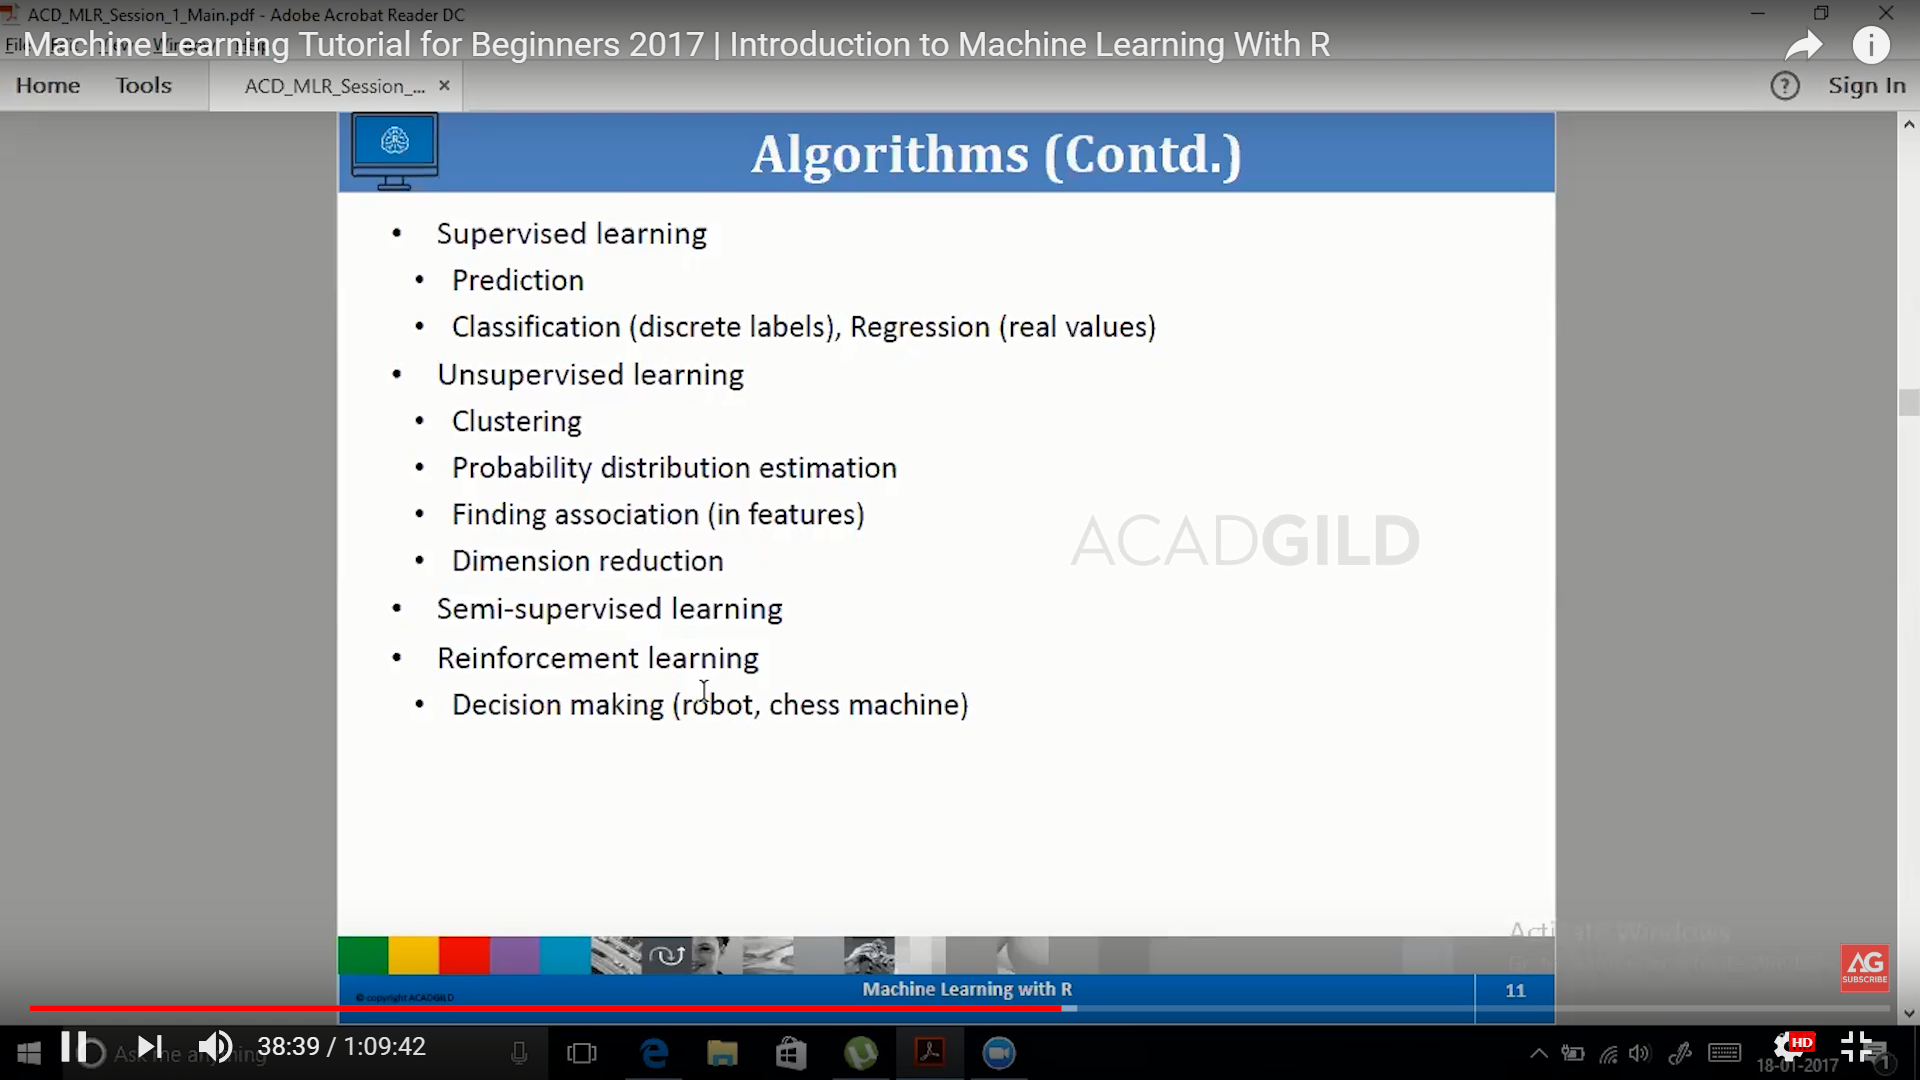 ACD_MLR_Session_1_Main.pdf - Adobe Acrobat Reader DC
Machine Learning Tutorial for Beginners 2017 | Introduction to Machine Learning With R
Home Tools ACD_MLR_Session_... × ? Sign In
Algorithms (Contd.)
• Supervised learning
• Prediction
• Classification (discrete labels), Regression (real values)
• Unsupervised learning
• Clustering
• Probability distribution estimation
• Finding association (in features)
• Dimension reduction
• Semi-supervised learning
• Reinforcement learning
• Decision making (robot, chess machine)
ACADGILD
Activate Windows
AG
SUBSCRIBE
© copyright ACADGILD
Machine Learning with R
11
Ask me anything
38:39 / 1:09:42
HD
18-01-2017
1